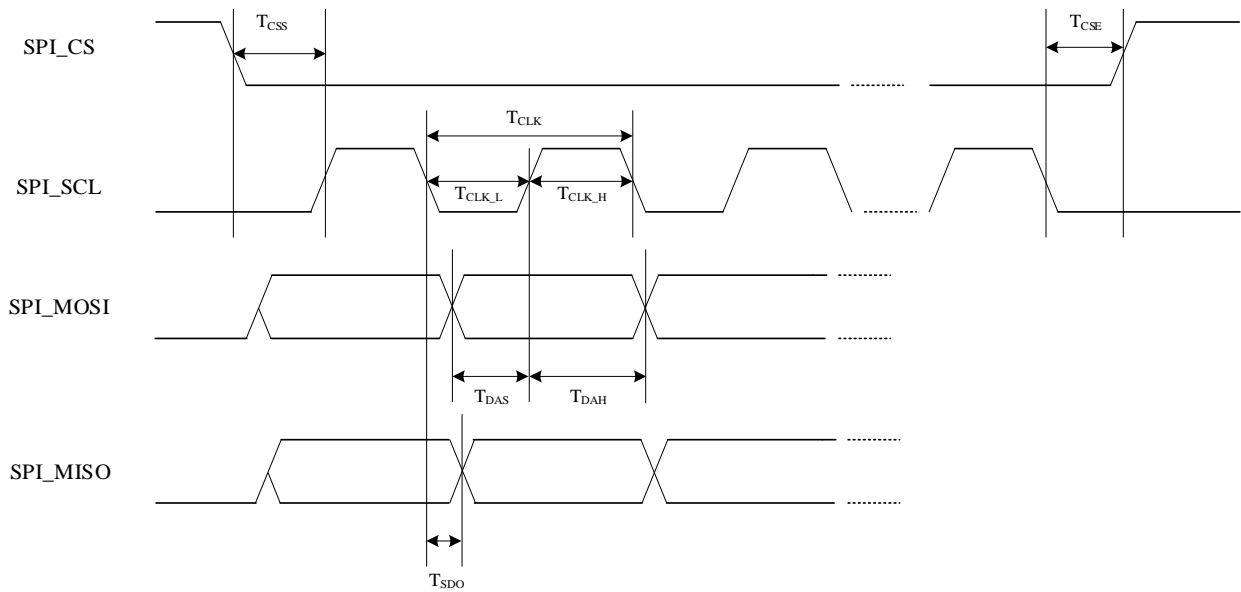 T_CSS
T_CSE
SPI_CS
T_CLK
SPI_SCL
T_CLK_L
T_CLK_H
SPI_MOSI
T_DAS
T_DAH
SPI_MISO
T_SDO